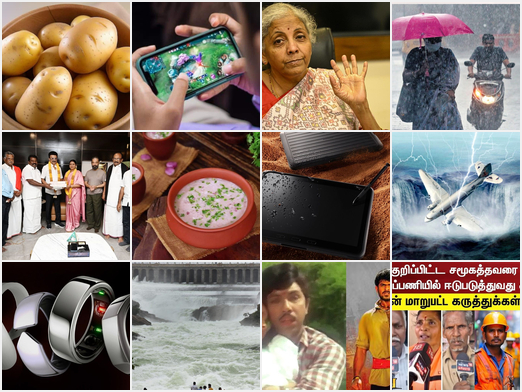 குறிப்பிட்ட சமூகத்தவரை
ப்பணியில் ஈடுபடுத்துவது
ன் மாறுபட்ட கருத்துக்கள்